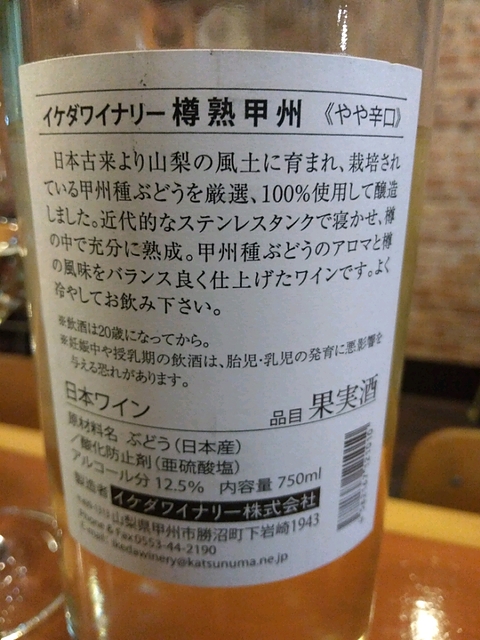 イケダワイナリー 樽熟甲州 《やや辛口》
日本古来より山梨の風土に育まれ、栽培され
ている甲州種ぶどうを厳選、100%使用して醸造
しました。近代的なステンレスタンクで寝かせ、樽
の中で充分に熟成。甲州種ぶどうのアロマと樽
の風味をバランス良く仕上げたワインです。よく
冷やしてお飲み下さい。
※飲酒は20歳になってから。
※妊娠中や授乳期の飲酒は、胎児・乳児の発育に悪影響を
与える恐れがあります。
日本ワイン 品目 果実酒
原材料名 ぶどう(日本産)
/酸化防止剤(亜硫酸塩)
アルコール分 12.5% 内容量 750ml
製造者 イケダワイナリー株式会社
山梨県甲州市勝沼町下岩崎1943
Phone & Fax 0553-44-2190
E-mail: ikedawinery@katsunuma.ne.jp